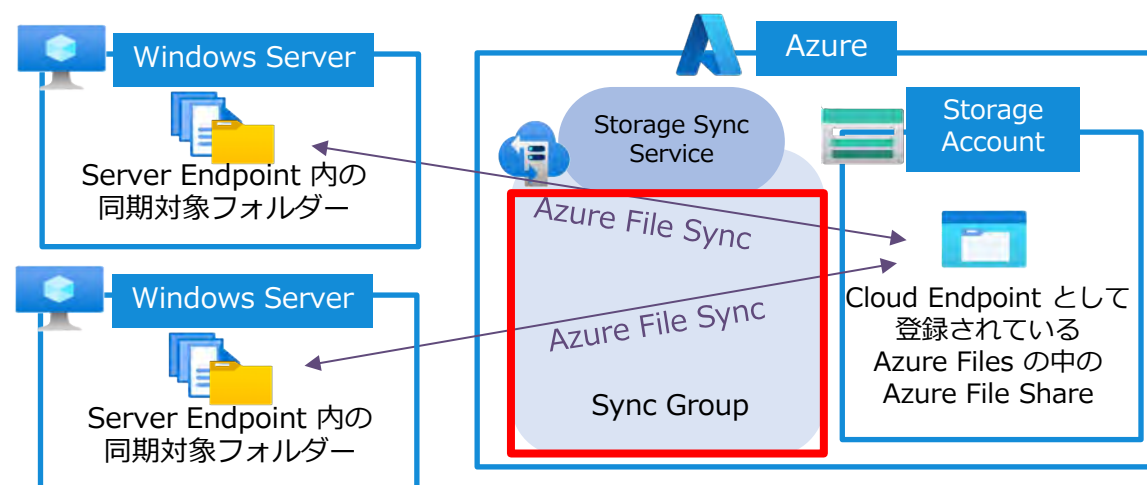 Windows Server
Server Endpoint 内の
同期対象フォルダー
Windows Server
Server Endpoint 内の
同期対象フォルダー
Azure
Storage Sync
Service
Azure File Sync
Azure File Sync
Sync Group
Storage
Account
Cloud Endpoint として
登録されている
Azure Files の中の
Azure File Share